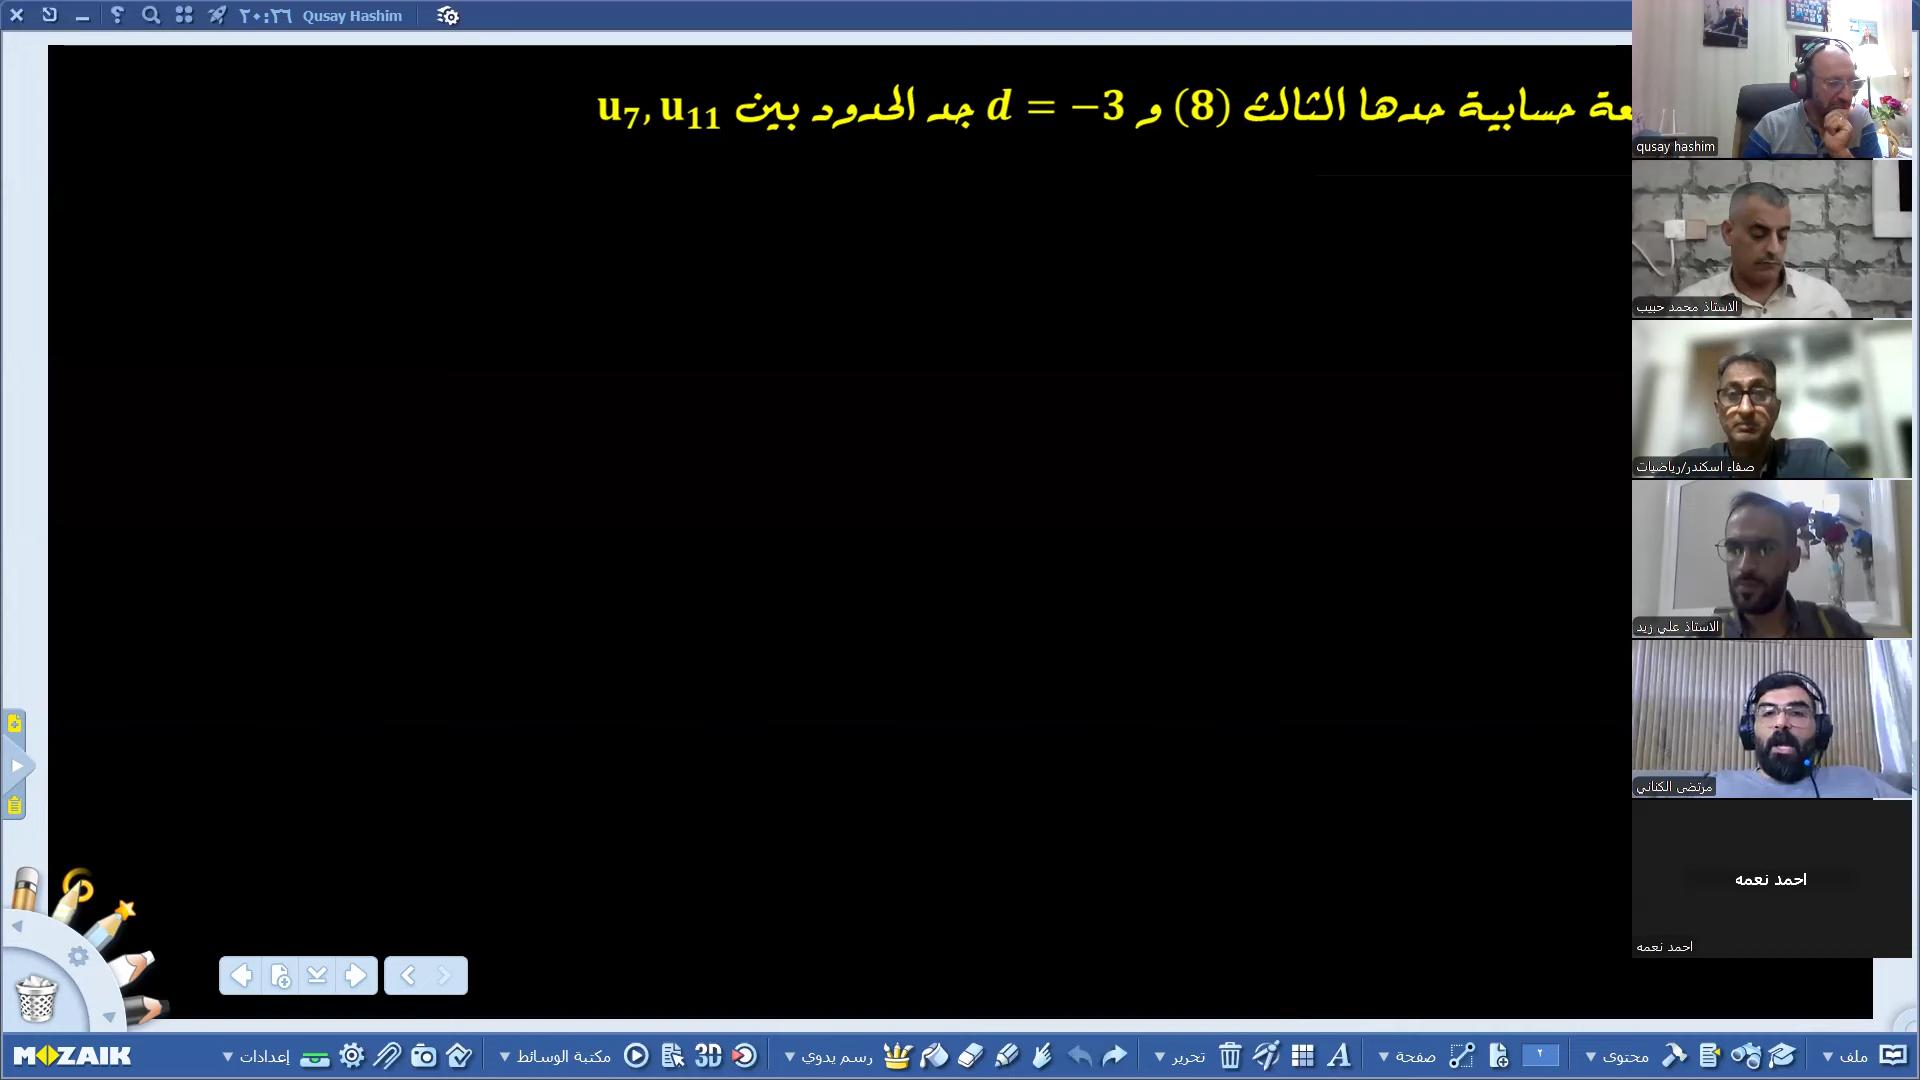 ٢٠:٢٦ Qusay Hashim
حسابية حدها الثالث (8) و d = −3 جد الحدود بين u₇, u₁₁
qusay hashim
الاستاذ محمد حبيب
صفاء اسكندر/رياضيات
الاستاذ علي زيد
مرتضى الكناني
احمد نعمه
احمد نعمه
ملف
محتوى
٢
صفحة
تحرير
رسم يدوي
3D
مكتبة الوسائط
إعدادات
MOZAIK